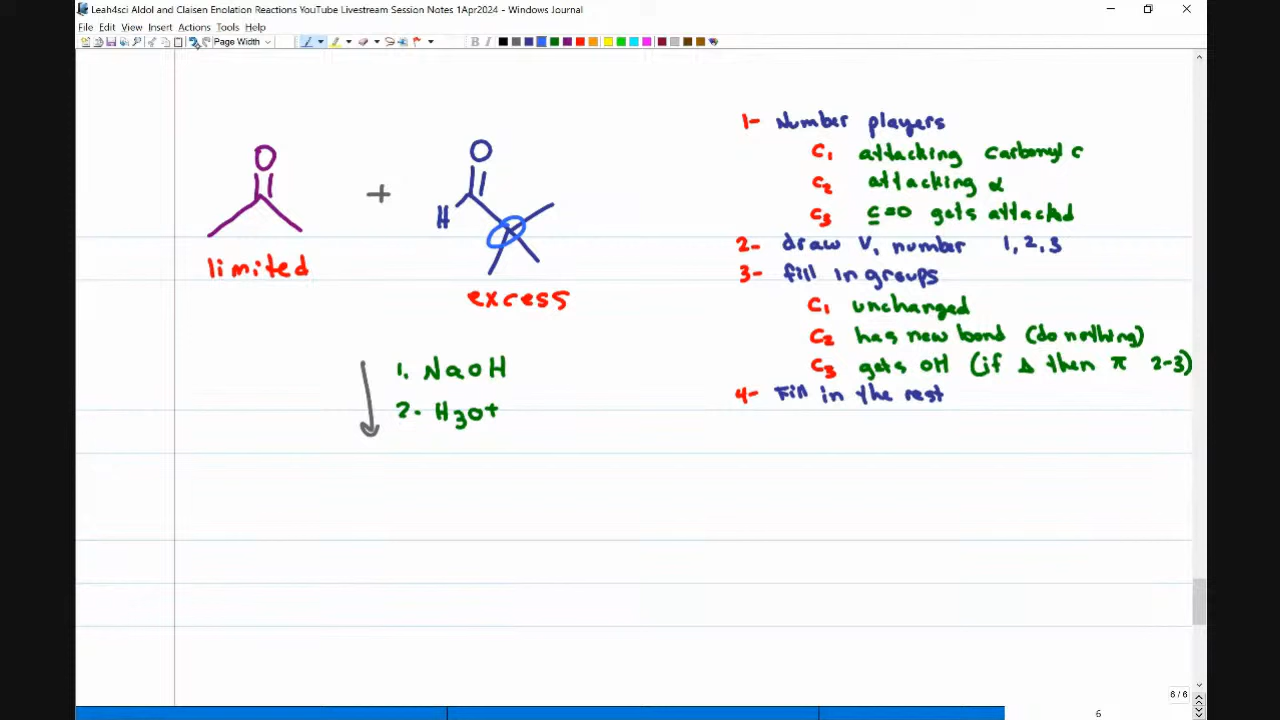 Leah4sci Aldol and Claisen Enolation Reactions YouTube Livestream Session Notes 1Apr2024 - Windows Journal
File Edit View Insert Actions Tools Help
Page Width
B I
O
+
O
H
limited
excess
1. NaOH
2. H3O+
1- Number players
C1 attacking carbonyl c
C2 attacking α
C3 C=O gets attacked
2- draw V, number 1, 2, 3
3- fill in groups
C1 unchanged
C2 has new bond (do nothing)
C3 gets OH (if Δ then π 2-3)
4- Fill in the rest
6 / 6
6